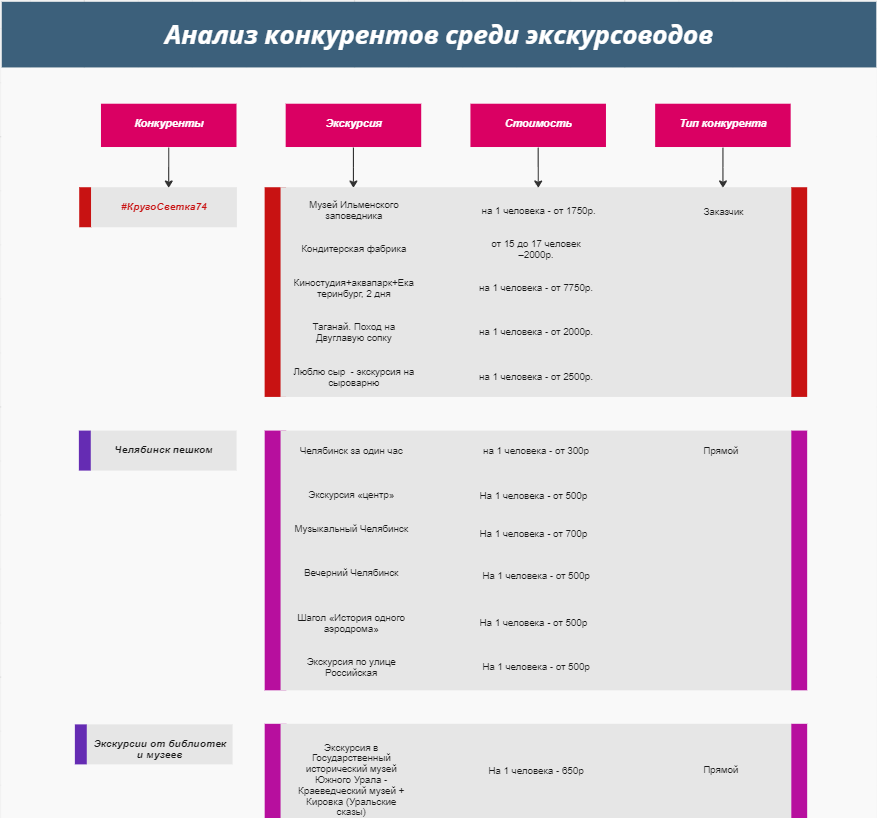 Анализ конкурентов среди экскурсоводов
Конкуренты
Экскурсия
Стоимость
Тип конкурента
#КругоСветка74
Музей Ильменского
заповедника
на 1 человека - от 1750р.
Заказчик
Кондитерская фабрика
от 15 до 17 человек
–2000р.
Киностудия+аквапарк+Ека
теринбург, 2 дня
на 1 человека - от 7750р.
Таганай. Поход на
Двуглавую сопку
на 1 человека - от 2000р.
Люблю сыр - экскурсия на
сыроварню
на 1 человека - от 2500р.
Челябинск пешком
Челябинск за один час
на 1 человека - от 300р
Прямой
Экскурсия «центр»
На 1 человека - от 500р
Музыкальный Челябинск
На 1 человека - от 700р
Вечерний Челябинск
На 1 человека - от 500р
Шагол «История одного
аэродрома»
На 1 человека - от 500р
Экскурсия по улице
Российская
На 1 человека - от 500р
Экскурсии от библиотек
и музеев
Экскурсия в
Государственный
исторический музей
Южного Урала -
Краеведческий музей +
Кировка (Уральские
сказы)
На 1 человека - 650р
Прямой